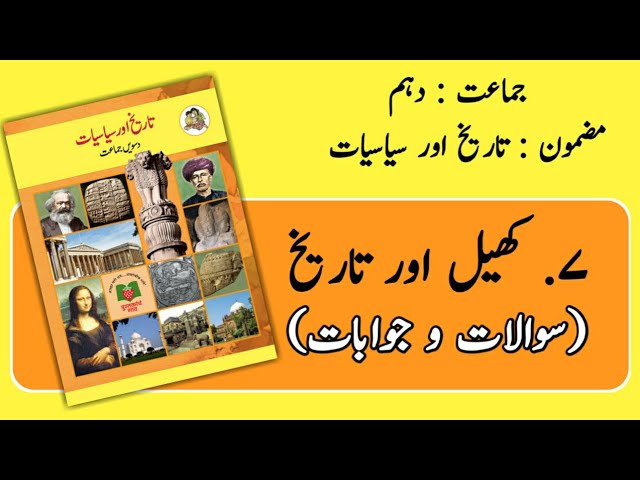 جماعت : دہم
مضمون : تاریخ اور سیاسیات
۷. کھیل اور تاریخ
(سوالات و جوابات)
تاریخ اور سیاسیات
دسویں جماعت